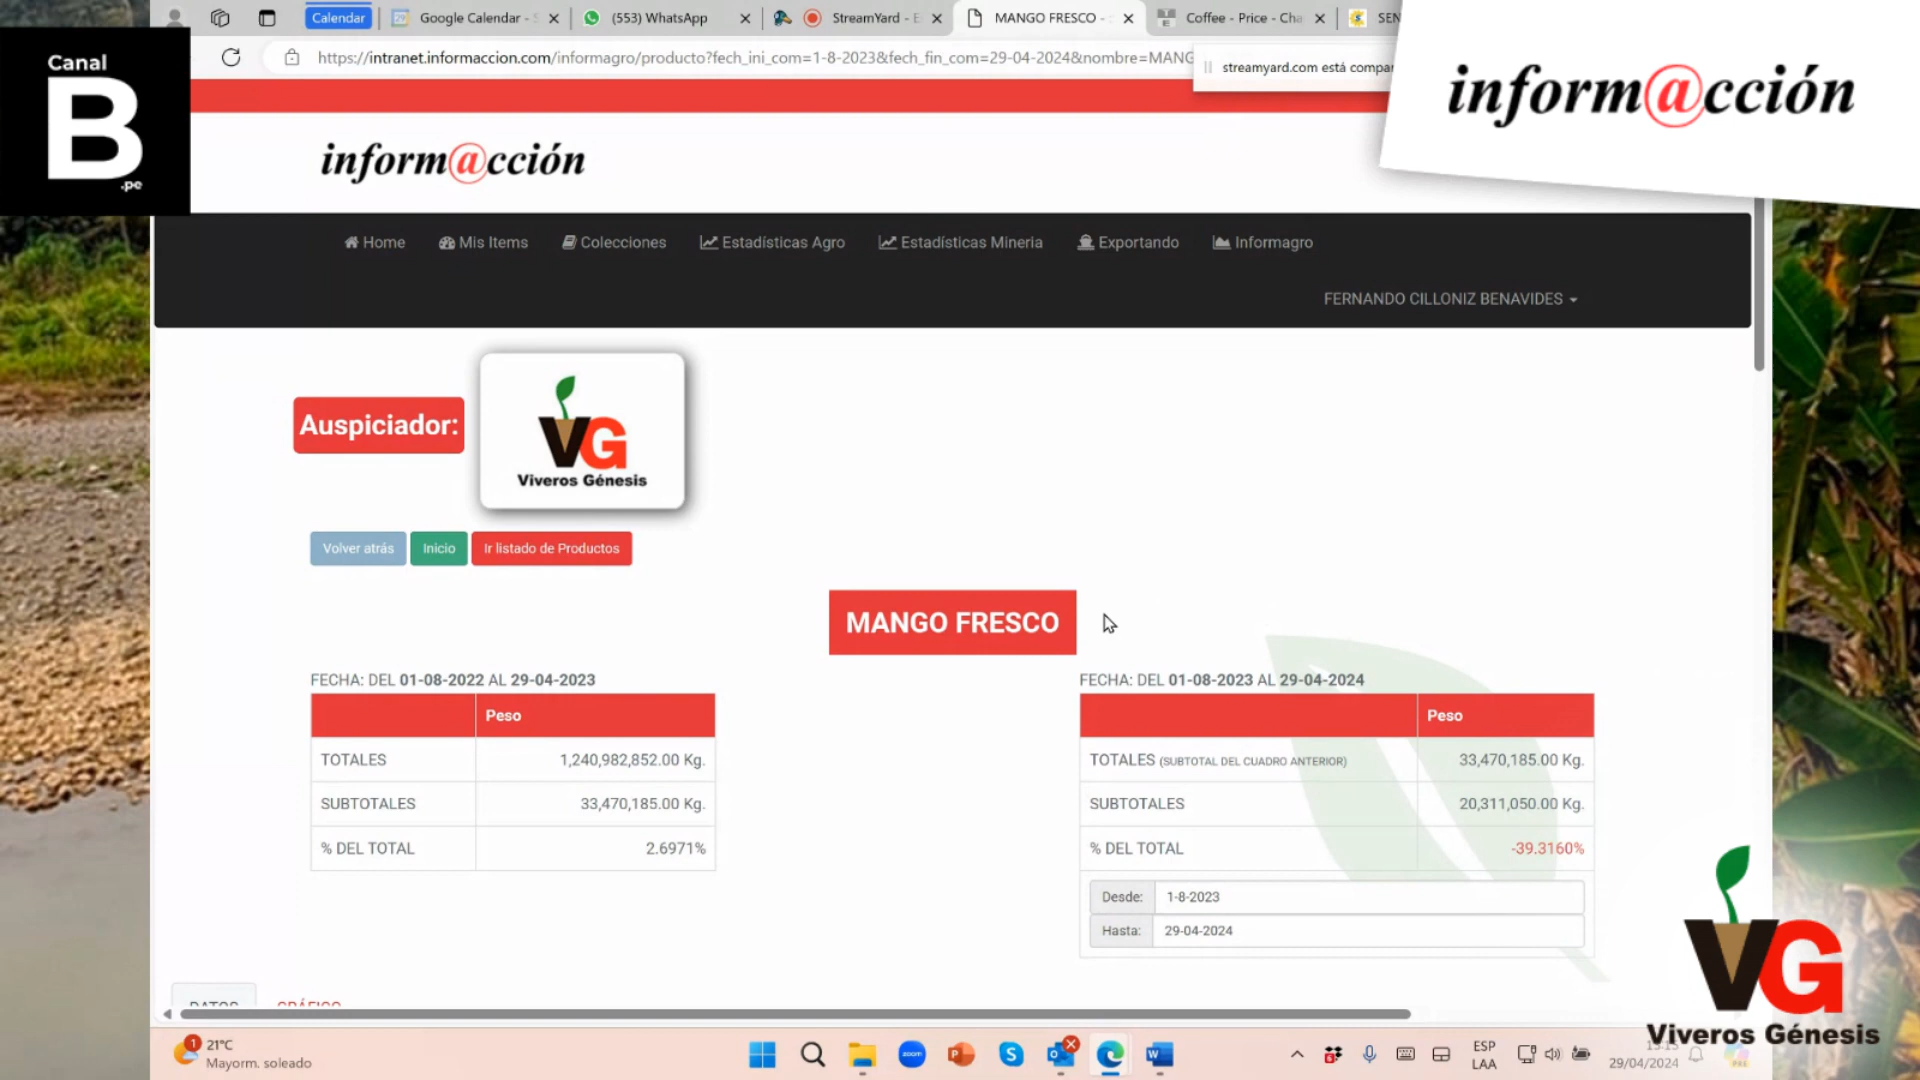 Canal
B
.pe
Calendar
Google Calendar - S
(553) WhatsApp
StreamYard - E
MANGO FRESCO -
Coffee - Price - Cha
SEN
https://intranet.informaccion.com/informagro/producto?fech_ini_com=1-8-2023&fech_fin_com=29-04-2024&nombre=MANG
streamyard.com está compar
inform@cción
inform@cción
Home
Mis Items
Colecciones
Estadísticas Agro
Estadísticas Mineria
Exportando
Informagro
FERNANDO CILLONIZ BENAVIDES
Auspiciador:
VG
Viveros Génesis
Volver atrás
Inicio
Ir listado de Productos
MANGO FRESCO
FECHA: DEL 01-08-2022 AL 29-04-2023
Peso
TOTALES 1,240,982,852.00 Kg.
SUBTOTALES 33,470,185.00 Kg.
% DEL TOTAL 2.6971%
FECHA: DEL 01-08-2023 AL 29-04-2024
Peso
TOTALES (SUBTOTAL DEL CUADRO ANTERIOR) 33,470,185.00 Kg.
SUBTOTALES 20,311,050.00 Kg.
% DEL TOTAL -39.3160%
Desde: 1-8-2023
Hasta: 29-04-2024
DATOS
GRÁFICO
VG
Viveros Génesis
1
21°C
Mayorm. soleado
zoom
ESP
LAA
29/04/2024